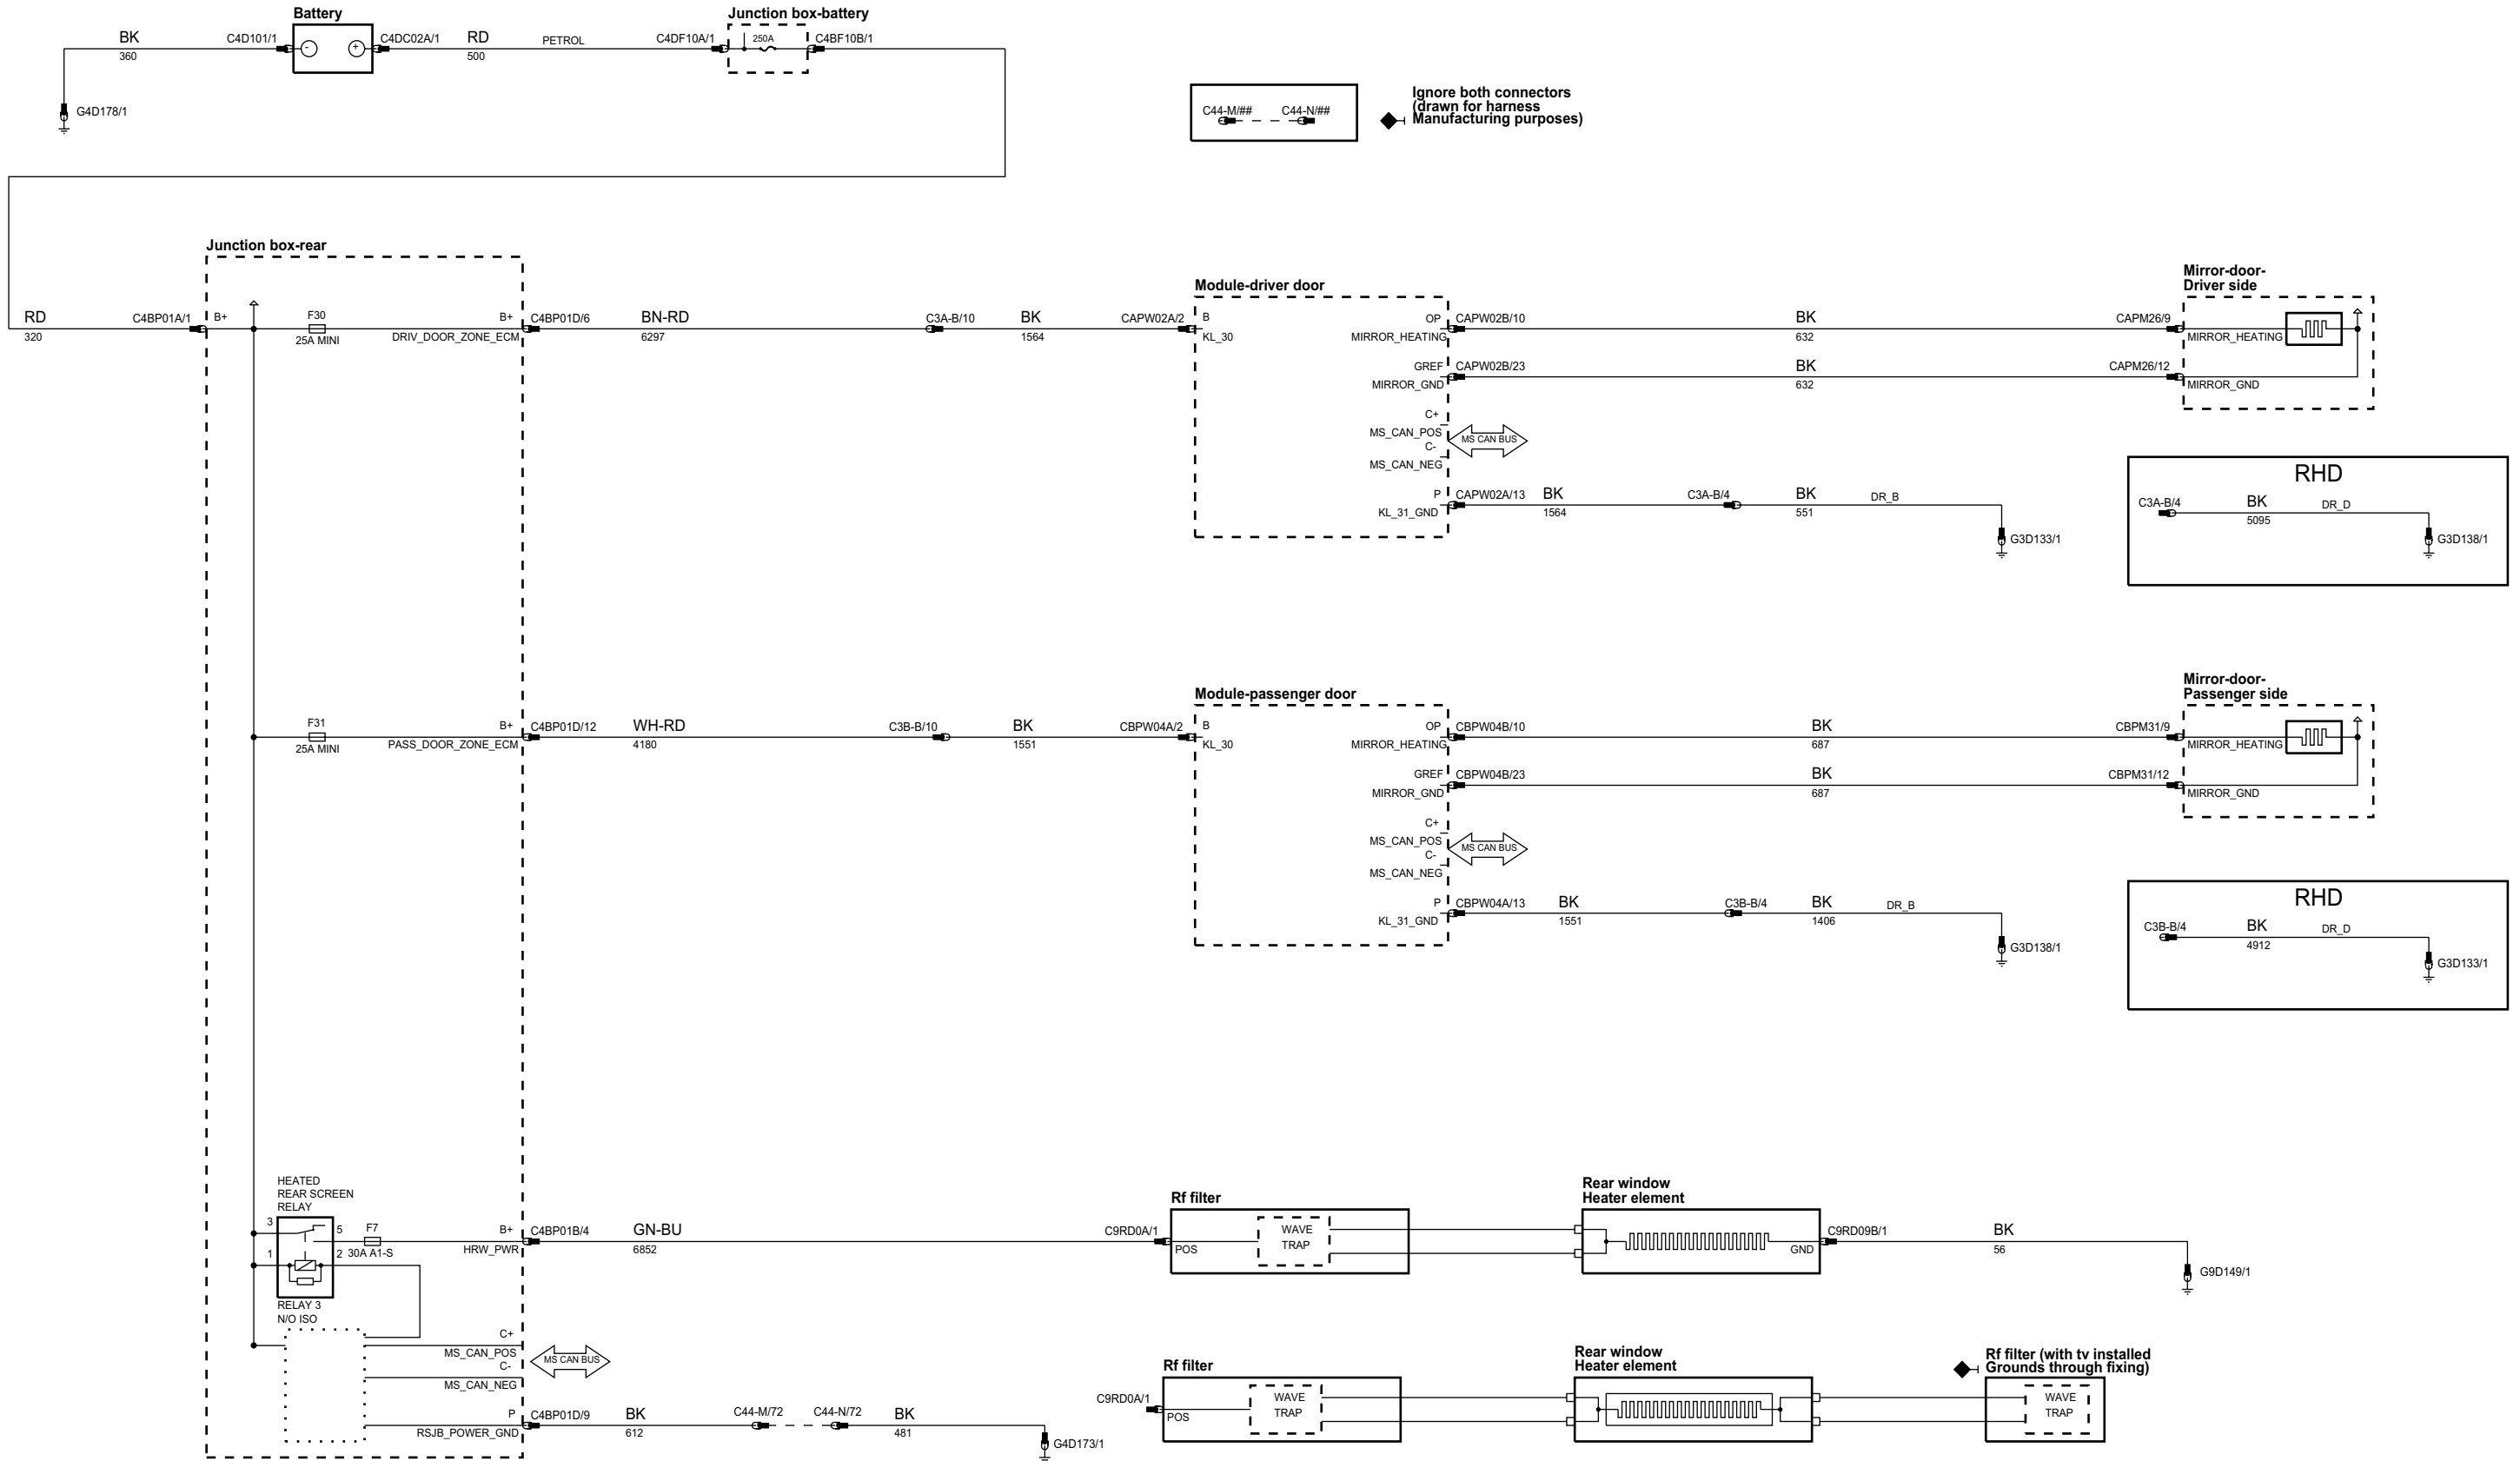 Battery
Junction box-battery
BK
360
C4D101/1
-
+
C4DC02A/1
RD
500
PETROL
C4DF10A/1
250A
C4BF10B/1
G4D178/1
C44-M/##
C44-N/##
Ignore both connectors
(drawn for harness
Manufacturing purposes)
Junction box-rear
RD
320
C4BP01A/1
B+
F30
25A MINI
B+
DRIV_DOOR_ZONE_ECM
C4BP01D/6
BN-RD
6297
C3A-B/10
BK
1564
CAPW02A/2
Module-driver door
B
KL_30
OP
MIRROR_HEATING
CAPW02B/10
BK
632
CAPM26/9
Mirror-door-
Driver side
MIRROR_HEATING
GREF
MIRROR_GND
CAPW02B/23
BK
632
CAPM26/12
MIRROR_GND
C+
MS_CAN_POS
C-
MS_CAN_NEG
MS CAN BUS
P
KL_31_GND
CAPW02A/13
BK
1564
C3A-B/4
BK
551
DR_B
G3D133/1
RHD
C3A-B/4
BK
5095
DR_D
G3D138/1
F31
25A MINI
B+
PASS_DOOR_ZONE_ECM
C4BP01D/12
WH-RD
4180
C3B-B/10
BK
1551
CBPW04A/2
Module-passenger door
B
KL_30
OP
MIRROR_HEATING
CBPW04B/10
BK
687
CBPM31/9
Mirror-door-
Passenger side
MIRROR_HEATING
GREF
MIRROR_GND
CBPW04B/23
BK
687
CBPM31/12
MIRROR_GND
C+
MS_CAN_POS
C-
MS_CAN_NEG
MS CAN BUS
P
KL_31_GND
CBPW04A/13
BK
1551
C3B-B/4
BK
1406
DR_B
G3D138/1
RHD
C3B-B/4
BK
4912
DR_D
G3D133/1
HEATED
REAR SCREEN
RELAY
3
5
1
2
F7
30A A1-S
RELAY 3
N/O ISO
B+
HRW_PWR
C4BP01B/4
GN-BU
6852
C9RD0A/1
Rf filter
POS
WAVE
TRAP
Rear window
Heater element
GND
C9RD09B/1
BK
56
G9D149/1
C+
MS_CAN_POS
C-
MS_CAN_NEG
MS CAN BUS
P
RSJB_POWER_GND
C4BP01D/9
BK
612
C44-M/72
C44-N/72
BK
481
G4D173/1
C9RD0A/1
Rf filter
POS
WAVE
TRAP
Rear window
Heater element
Rf filter (with tv installed
Grounds through fixing)
WAVE
TRAP